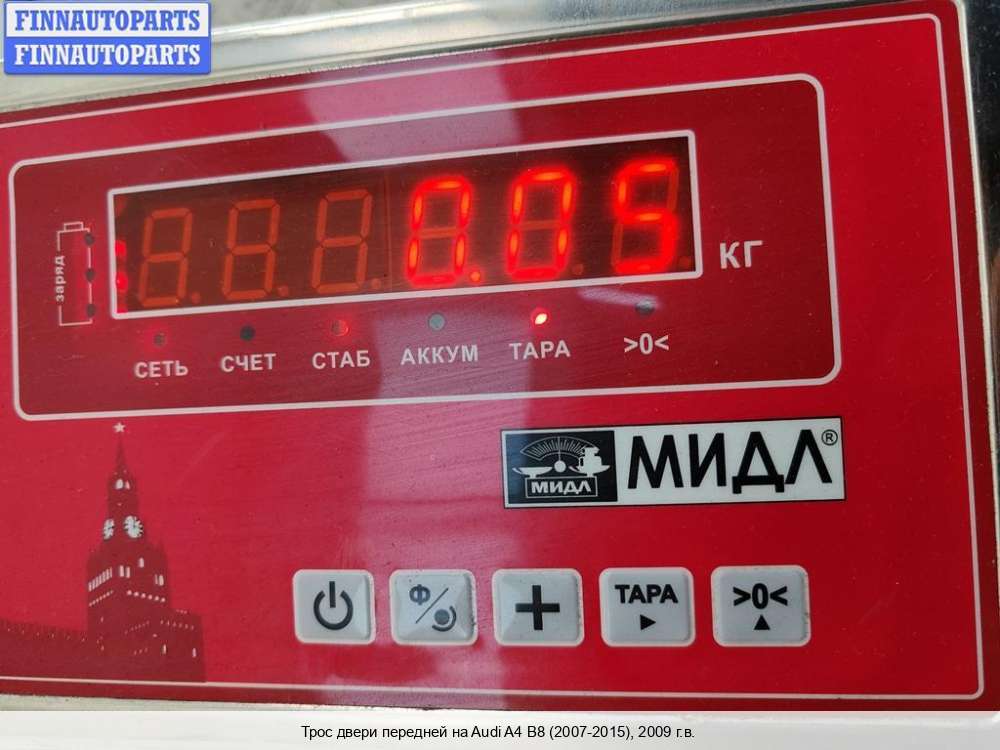 FINNAUTOPARTS
FINNAUTOPARTS
0.05
КГ
заряд
СЕТЬ СЧЕТ СТАБ АККУМ ТАРА >0<
МИДЛ МИДЛ®
Ф ТАРА >0<
Трос двери передней на Audi A4 B8 (2007-2015), 2009 г.в.